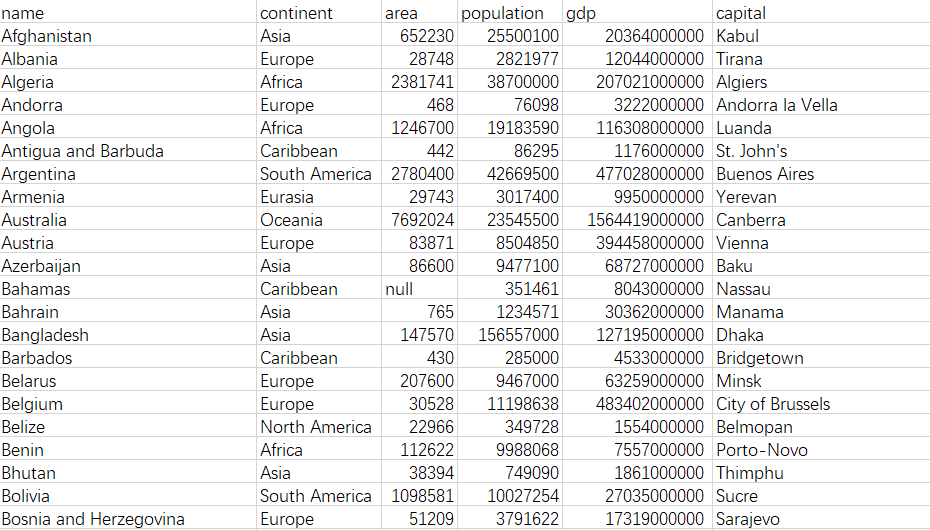 name continent area population gdp capital
Afghanistan Asia 652230 25500100 20364000000 Kabul
Albania Europe 28748 2821977 12044000000 Tirana
Algeria Africa 2381741 38700000 207021000000 Algiers
Andorra Europe 468 76098 3222000000 Andorra la Vella
Angola Africa 1246700 19183590 116308000000 Luanda
Antigua and Barbuda Caribbean 442 86295 1176000000 St. John's
Argentina South America 2780400 42669500 477028000000 Buenos Aires
Armenia Eurasia 29743 3017400 9950000000 Yerevan
Australia Oceania 7692024 23545500 1564419000000 Canberra
Austria Europe 83871 8504850 394458000000 Vienna
Azerbaijan Asia 86600 9477100 68727000000 Baku
Bahamas Caribbean null 351461 8043000000 Nassau
Bahrain Asia 765 1234571 30362000000 Manama
Bangladesh Asia 147570 156557000 127195000000 Dhaka
Barbados Caribbean 430 285000 4533000000 Bridgetown
Belarus Europe 207600 9467000 63259000000 Minsk
Belgium Europe 30528 11198638 483402000000 City of Brussels
Belize North America 22966 349728 1554000000 Belmopan
Benin Africa 112622 9988068 7557000000 Porto-Novo
Bhutan Asia 38394 749090 1861000000 Thimphu
Bolivia South America 1098581 10027254 27035000000 Sucre
Bosnia and Herzegovina Europe 51209 3791622 17319000000 Sarajevo